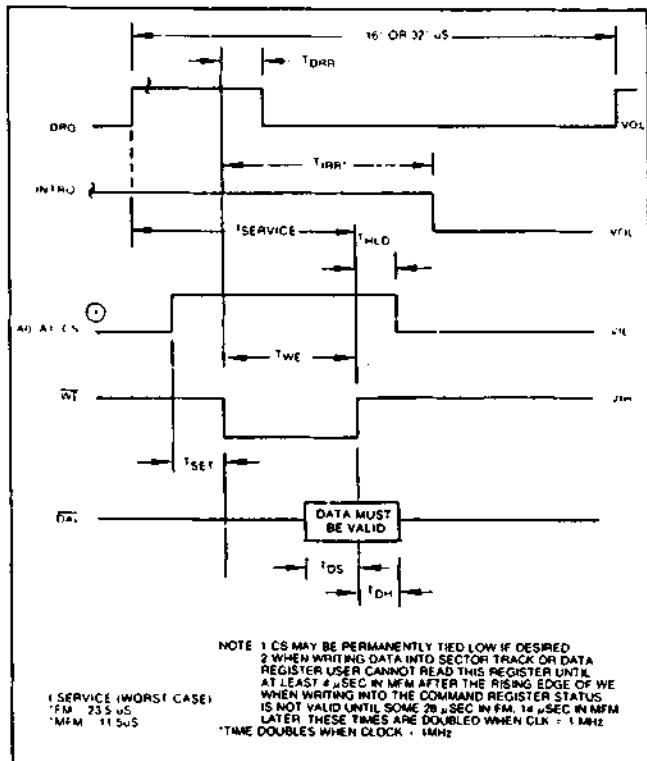 16* OR 32* uS
TDRR
DRQ
VOL
TIRR*
INTRQ
VOL
TSERVICE
THLD
A0, A1, CS
VIL
TWE
WE
VIH
TSET
DAL
DATA MUST
BE VALID
TDS
TDH
NOTE 1 CS MAY BE PERMANENTLY TIED LOW IF DESIRED
2 WHEN WRITING DATA INTO SECTOR TRACK OR DATA
REGISTER USER CANNOT READ THIS REGISTER UNTIL
AT LEAST 4 µSEC IN MFM AFTER THE RISING EDGE OF WE
WHEN WRITING INTO THE COMMAND REGISTER STATUS
IS NOT VALID UNTIL SOME 28 µSEC IN FM, 14 µSEC IN MFM
LATER THESE TIMES ARE DOUBLED WHEN CLK = 1 MHz
*TIME DOUBLES WHEN CLOCK = 1MHz
SERVICE (WORST CASE)
*FM 23.5 uS
*MFM 11.5uS